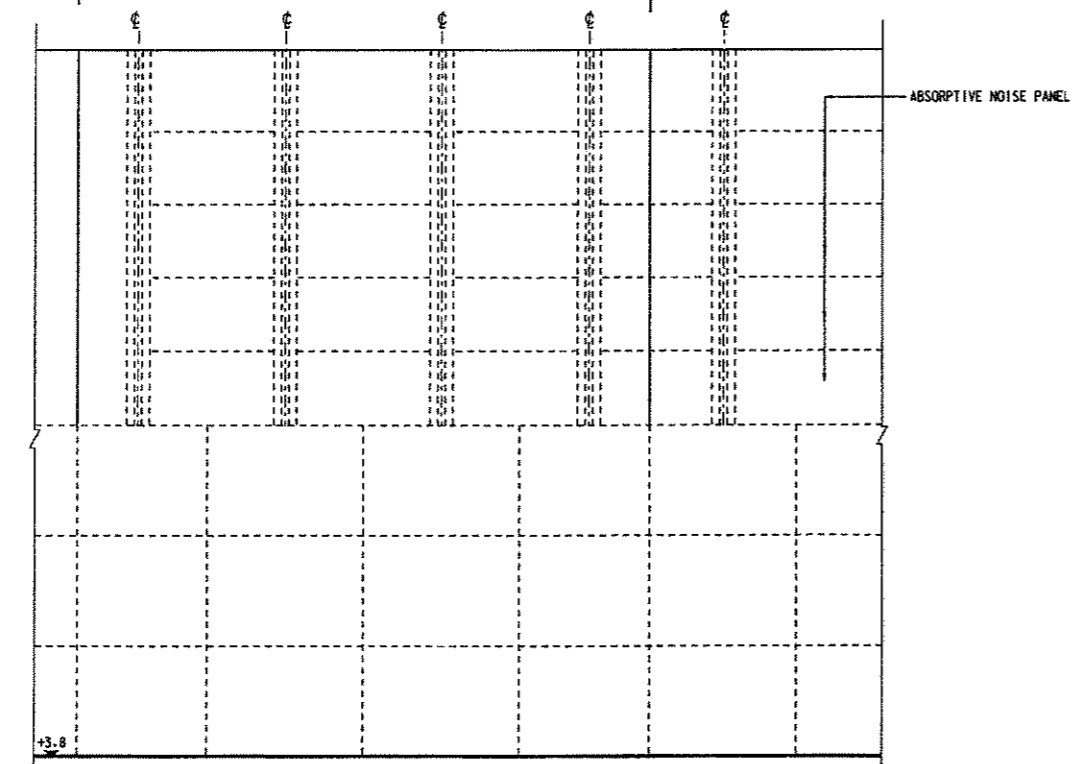 ℄ ℄ ℄ ℄ ℄
ABSORPTIVE NOISE PANEL
+3.8